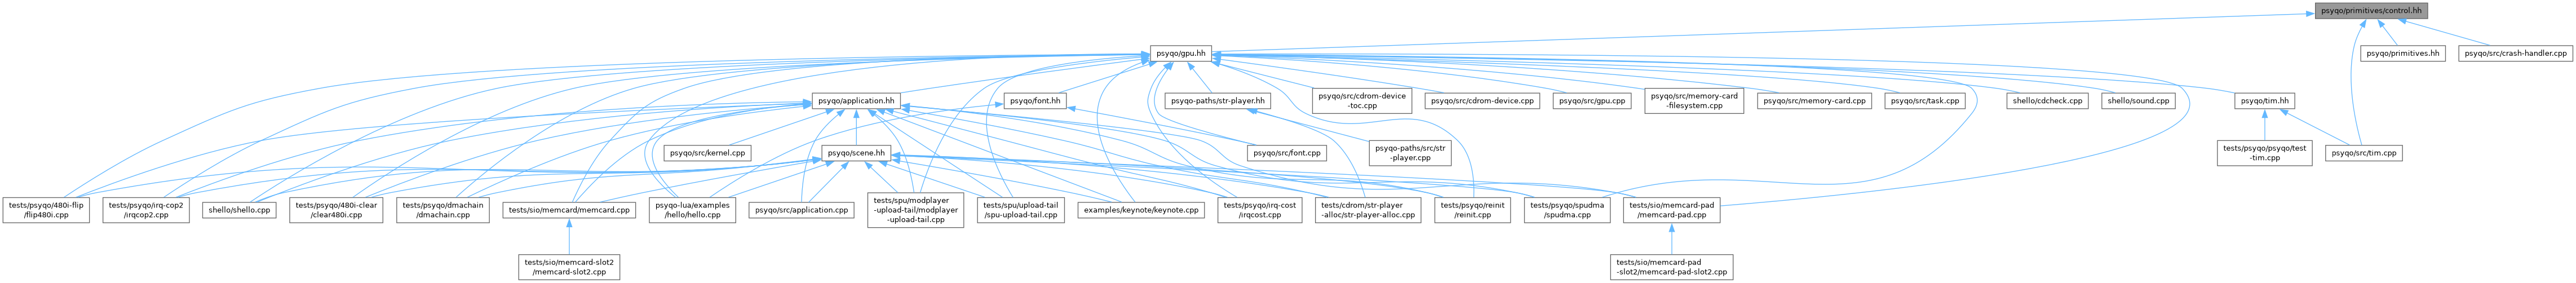 psyqo/primitives/control.hh
psyqo/gpu.hh
psyqo/primitives.hh
psyqo/src/crash-handler.cpp
psyqo/application.hh
psyqo/font.hh
psyqo-paths/str-player.hh
psyqo/src/cdrom-device
-toc.cpp
psyqo/src/cdrom-device.cpp
psyqo/src/gpu.cpp
psyqo/src/memory-card
-filesystem.cpp
psyqo/src/memory-card.cpp
psyqo/src/task.cpp
shello/cdcheck.cpp
shello/sound.cpp
psyqo/tim.hh
psyqo/src/kernel.cpp
psyqo/scene.hh
psyqo/src/font.cpp
psyqo-paths/src/str
-player.cpp
tests/psyqo/psyqo/test
-tim.cpp
psyqo/src/tim.cpp
tests/psyqo/480i-flip
/flip480i.cpp
tests/psyqo/irq-cop2
/irqcop2.cpp
shello/shello.cpp
tests/psyqo/480i-clear
/clear480i.cpp
tests/psyqo/dmachain
/dmachain.cpp
tests/sio/memcard/memcard.cpp
psyqo-lua/examples
/hello/hello.cpp
psyqo/src/application.cpp
tests/spu/modplayer
-upload-tail/modplayer
-upload-tail.cpp
tests/spu/upload-tail
/spu-upload-tail.cpp
examples/keynote/keynote.cpp
tests/psyqo/irq-cost
/irqcost.cpp
tests/cdrom/str-player
-alloc/str-player-alloc.cpp
tests/psyqo/reinit
/reinit.cpp
tests/psyqo/spudma
/spudma.cpp
tests/sio/memcard-pad
/memcard-pad.cpp
tests/sio/memcard-slot2
/memcard-slot2.cpp
tests/sio/memcard-pad
-slot2/memcard-pad-slot2.cpp